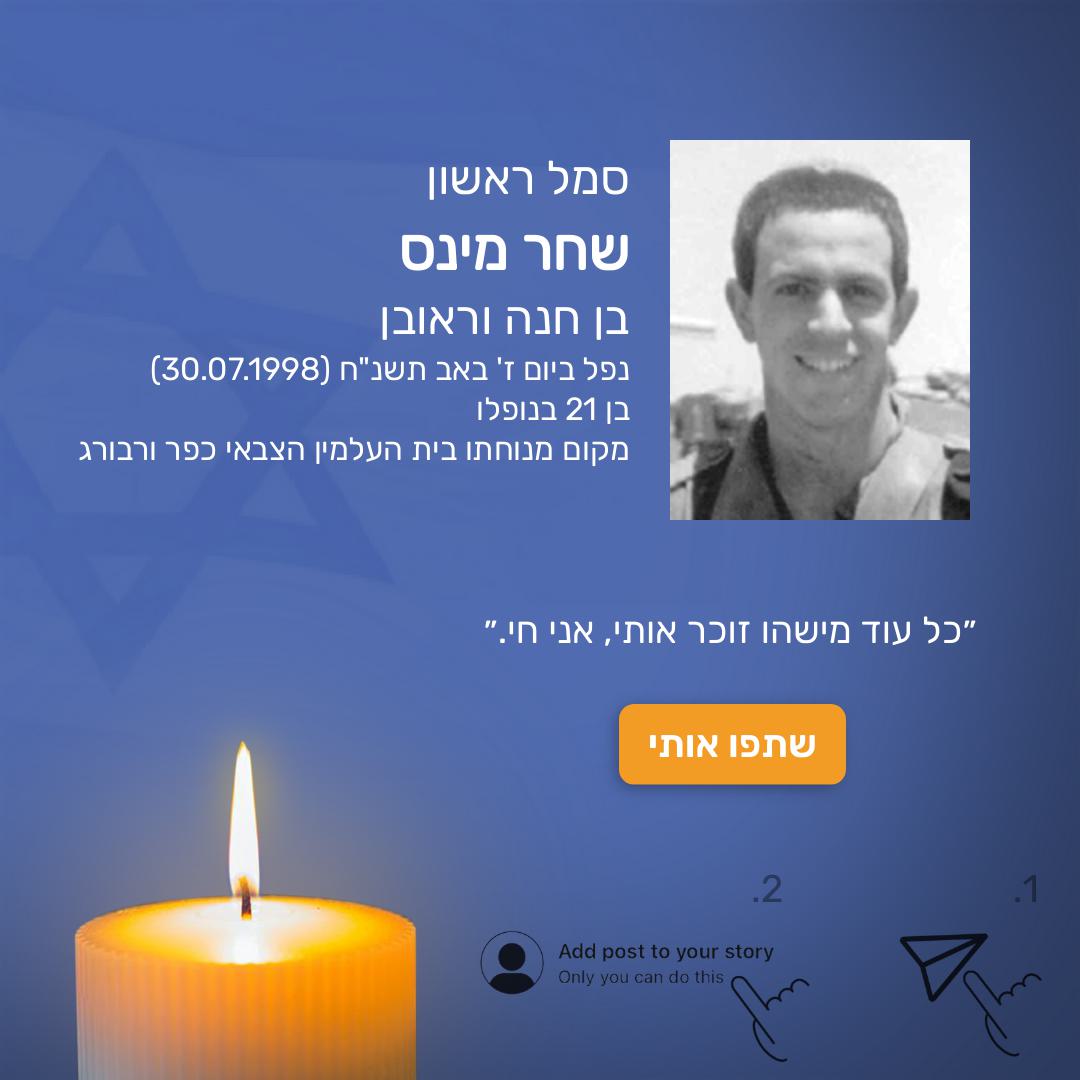 סמל ראשון
שחר מינס
בן חנה וראובן
נפל ביום ז' באב תשנ"ח (30.07.1998)
בן 21 בנופלו
מקום מנוחתו בית העלמין הצבאי כפר ורבורג
״כל עוד מישהו זוכר אותי, אני חי.״
שתפו אותי
.1
.2
Add post to your story
Only you can do this